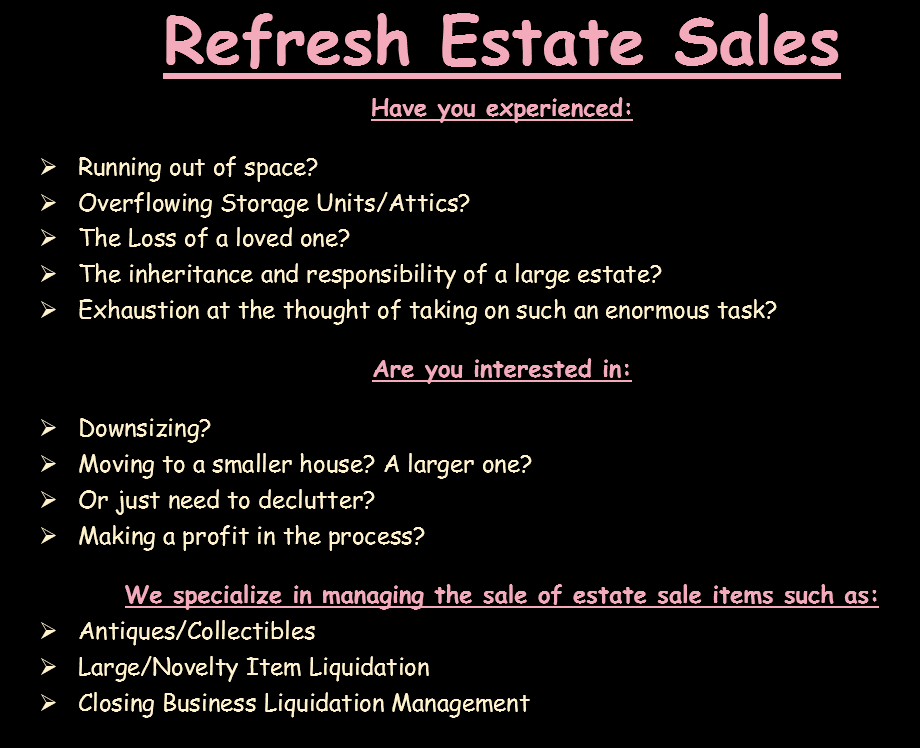 Refresh Estate Sales
Have you experienced:
Running out of space?
Overflowing Storage Units/Attics?
The Loss of a loved one?
The inheritance and responsibility of a large estate?
Exhaustion at the thought of taking on such an enormous task?
Are you interested in:
Downsizing?
Moving to a smaller house? A larger one?
Or just need to declutter?
Making a profit in the process?
We specialize in managing the sale of estate sale items such as:
Antiques/Collectibles
Large/Novelty Item Liquidation
Closing Business Liquidation Management